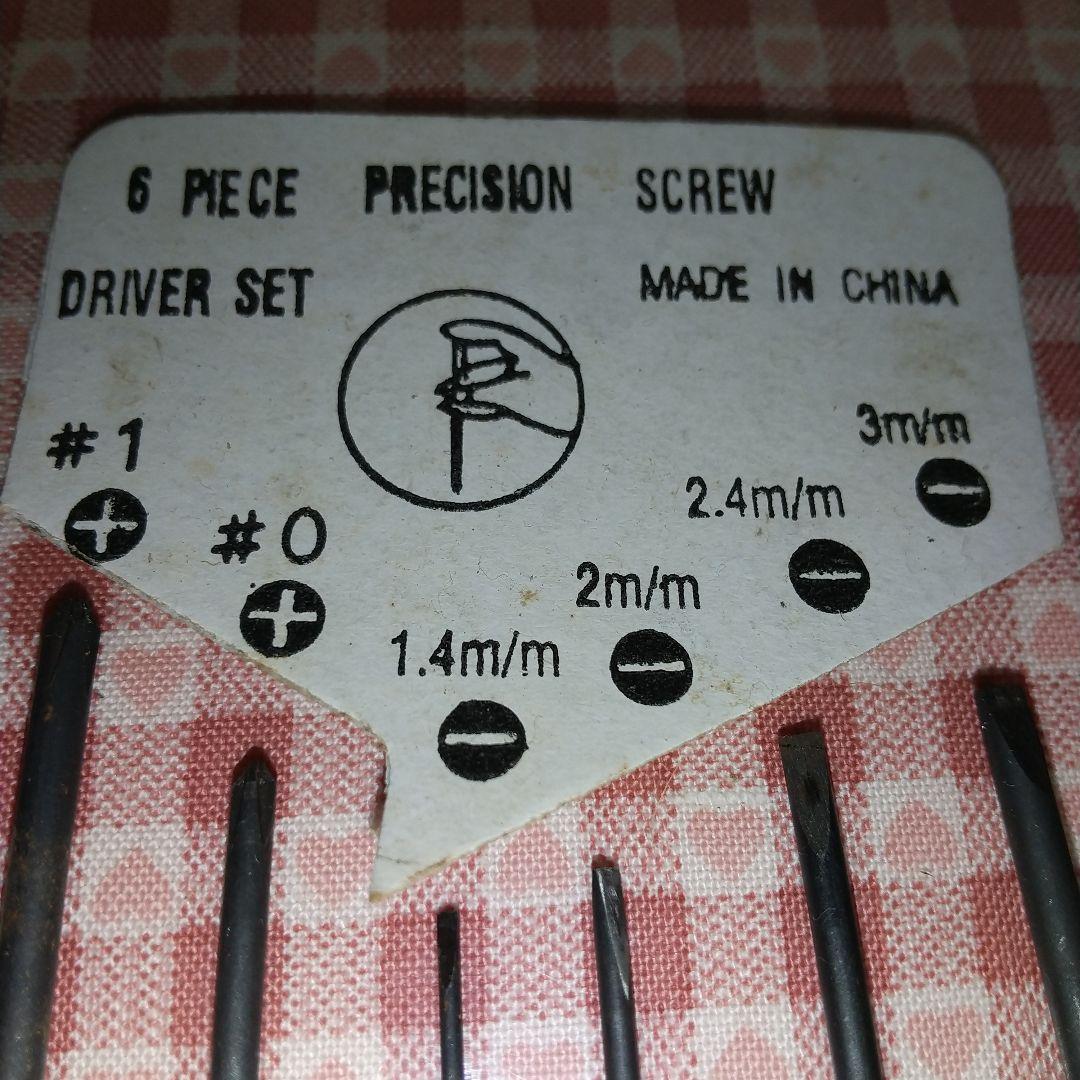 6 PIECE PRECISION SCREW
DRIVER SET MADE IN CHINA
#1
#0
1.4m/m
2m/m
2.4m/m
3m/m